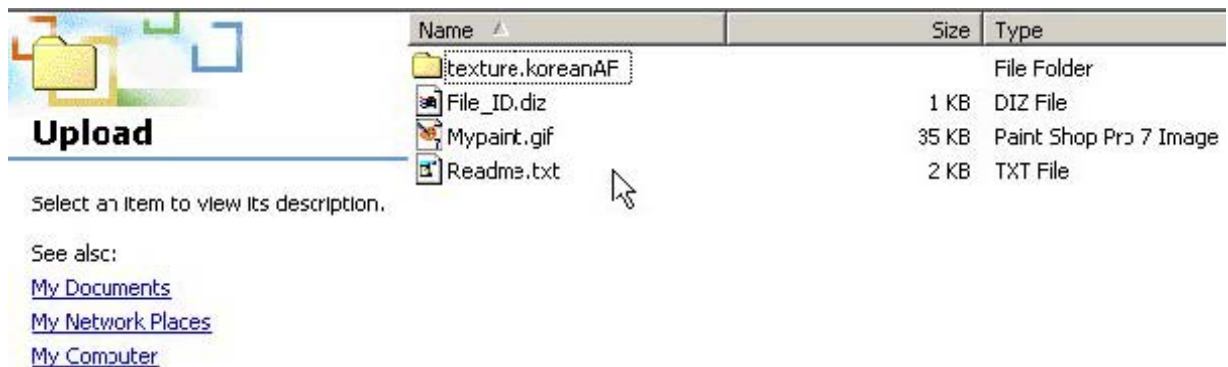 Upload
Select an item to view its description.
See also:
My Documents
My Network Places
My Computer
Name Size Type
texture.koreanAF File Folder
File_ID.diz 1 KB DIZ File
Mypaint.gif 35 KB Paint Shop Pro 7 Image
Readme.txt 2 KB TXT File